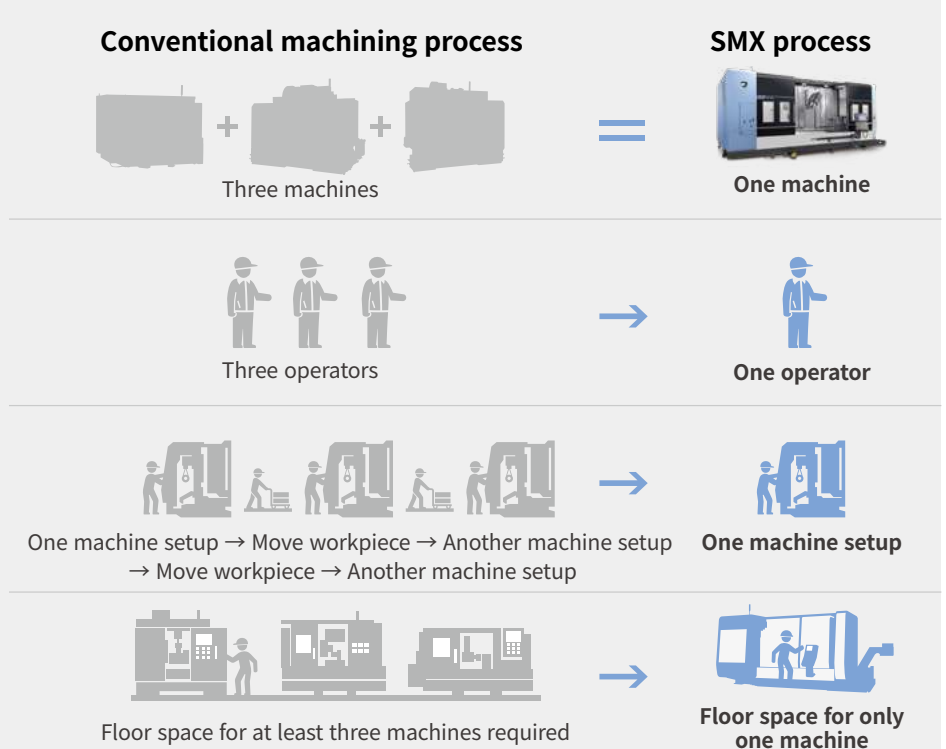 Conventional machining process
SMX process
+ + =
Three machines
One machine
→
Three operators
One operator
→
One machine setup → Move workpiece → Another machine setup
→ Move workpiece → Another machine setup
One machine setup
→
Floor space for at least three machines required
Floor space for only
one machine